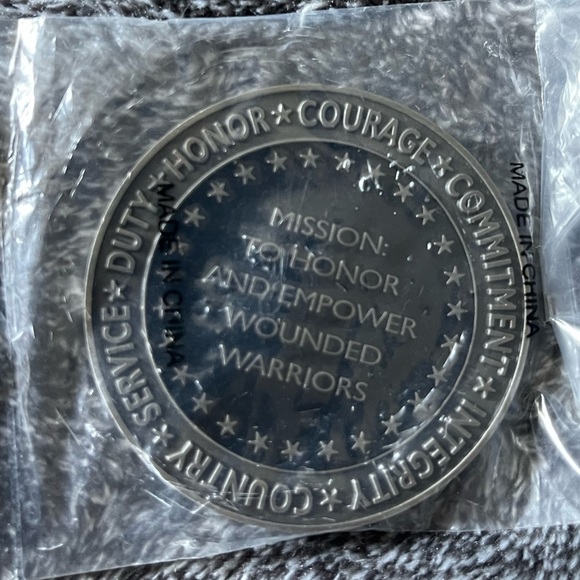 DUTY ★ HONOR ★ COURAGE ★ COMMITMENT ★ INTEGRITY ★ COUNTRY ★ SERVICE ★
MISSION:
TO HONOR
AND EMPOWER
WOUNDED
WARRIORS
MADE IN CHINA
MADE IN CHINA